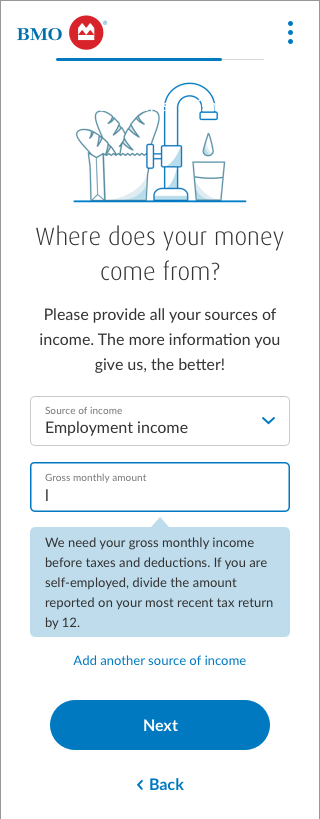 BMO
Where does your money
come from?
Please provide all your sources of
income. The more information you
give us, the better!
Source of income
Employment income
Gross monthly amount
We need your gross monthly income
before taxes and deductions. If you are
self-employed, divide the amount
reported on your most recent tax return
by 12.
Add another source of income
Next
Back